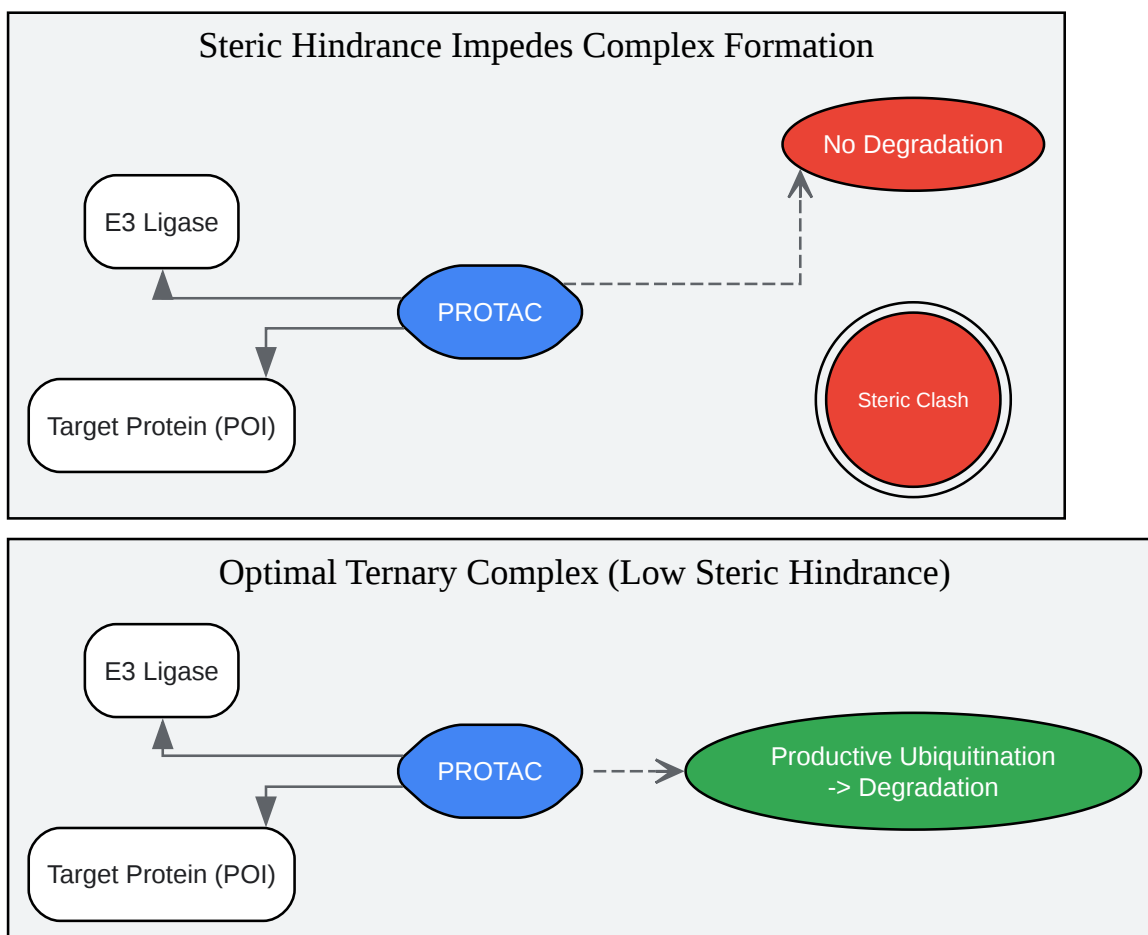 Steric Hindrance Impedes Complex Formation
No Degradation
E3 Ligase
PROTAC
Steric Clash
Target Protein (POI)
Optimal Ternary Complex (Low Steric Hindrance)
E3 Ligase
PROTAC
Productive Ubiquitination
-> Degradation
Target Protein (POI)